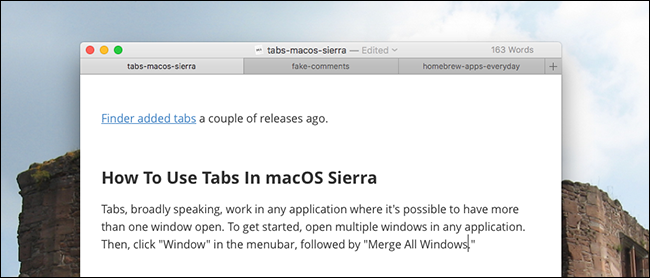 tabs-macos-sierra — Edited
163 Words
tabs-macos-sierra
fake-comments
homebrew-apps-everyday
+
Finder added tabs a couple of releases ago.
How To Use Tabs In macOS Sierra
Tabs, broadly speaking, work in any application where it's possible to have more
than one window open. To get started, open multiple windows in any application.
Then, click "Window" in the menubar, followed by "Merge All Windows."